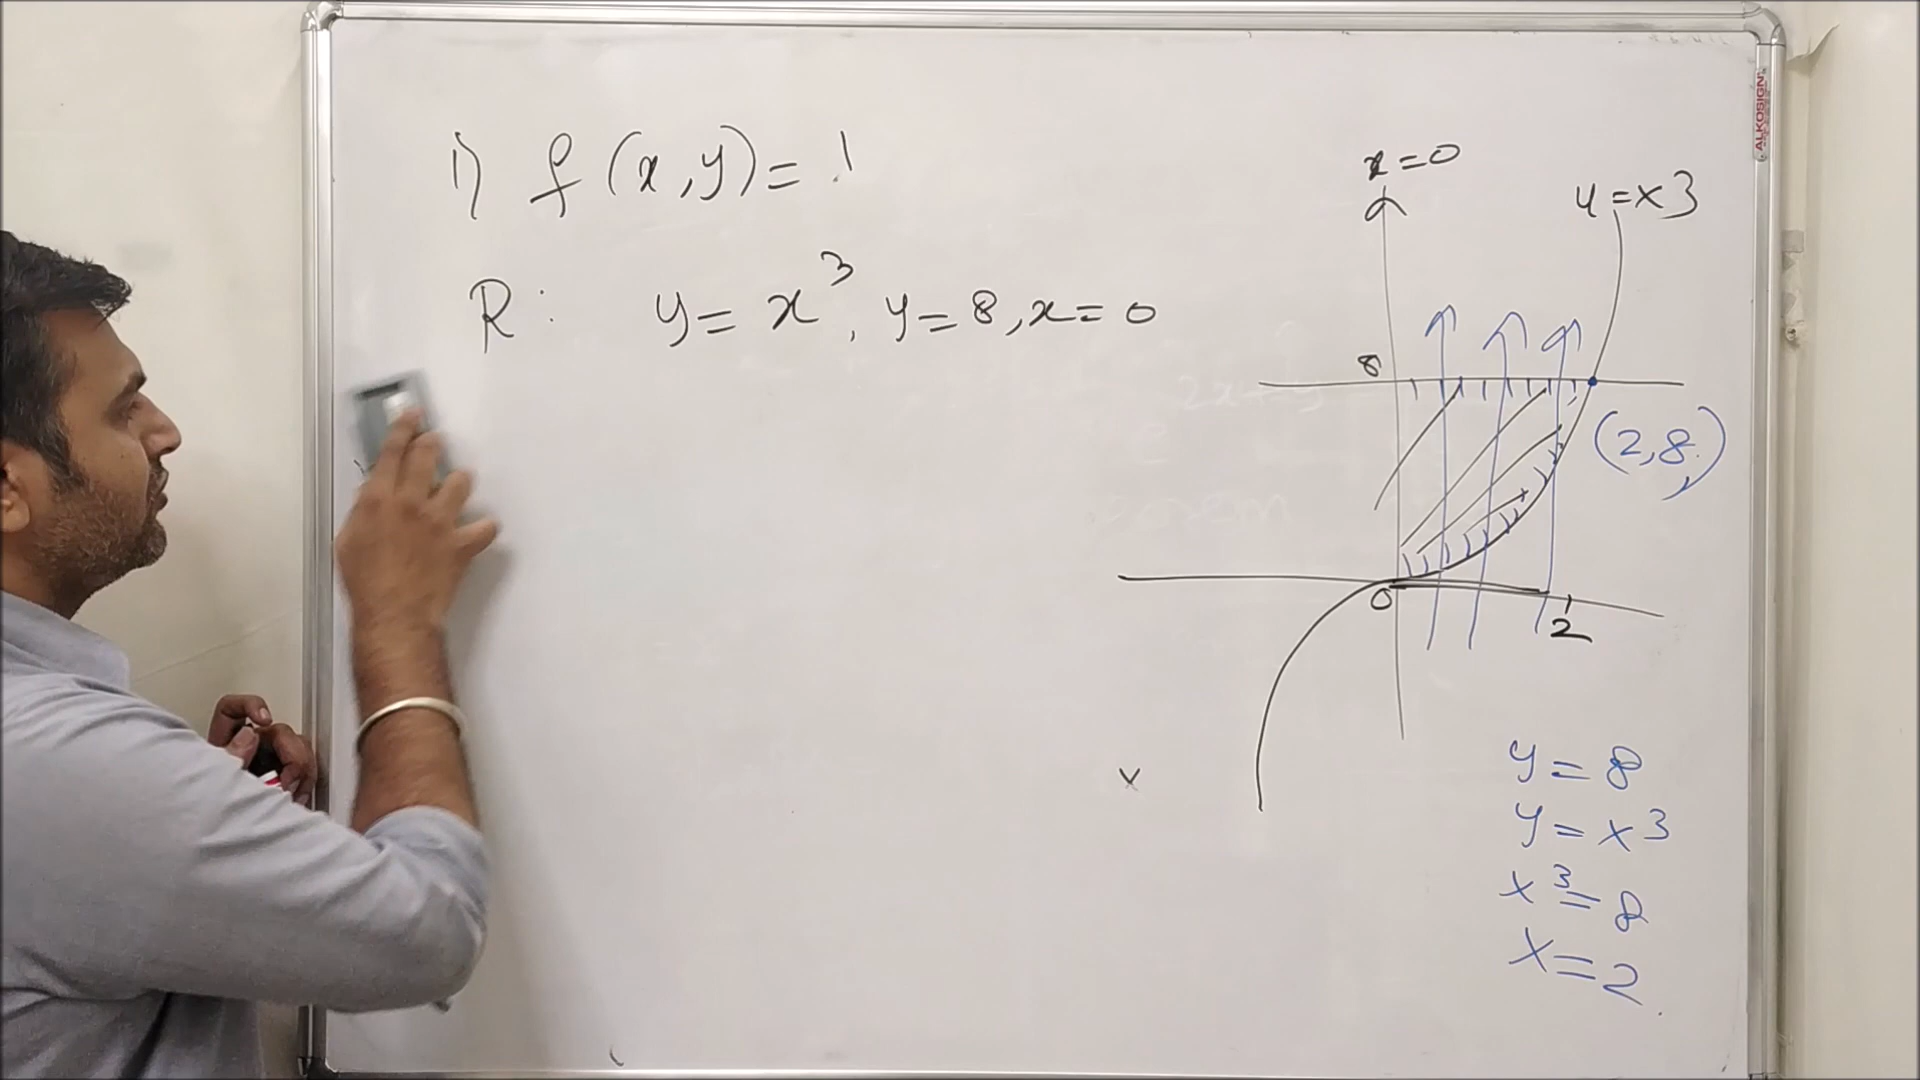 1) f(x,y)= 1
R: y= x³, y=8, x=0
x=0
y=x3
8
(2,8)
0
2
x
y=8
y=x3
x³=8
x=2
ALKOSIGN